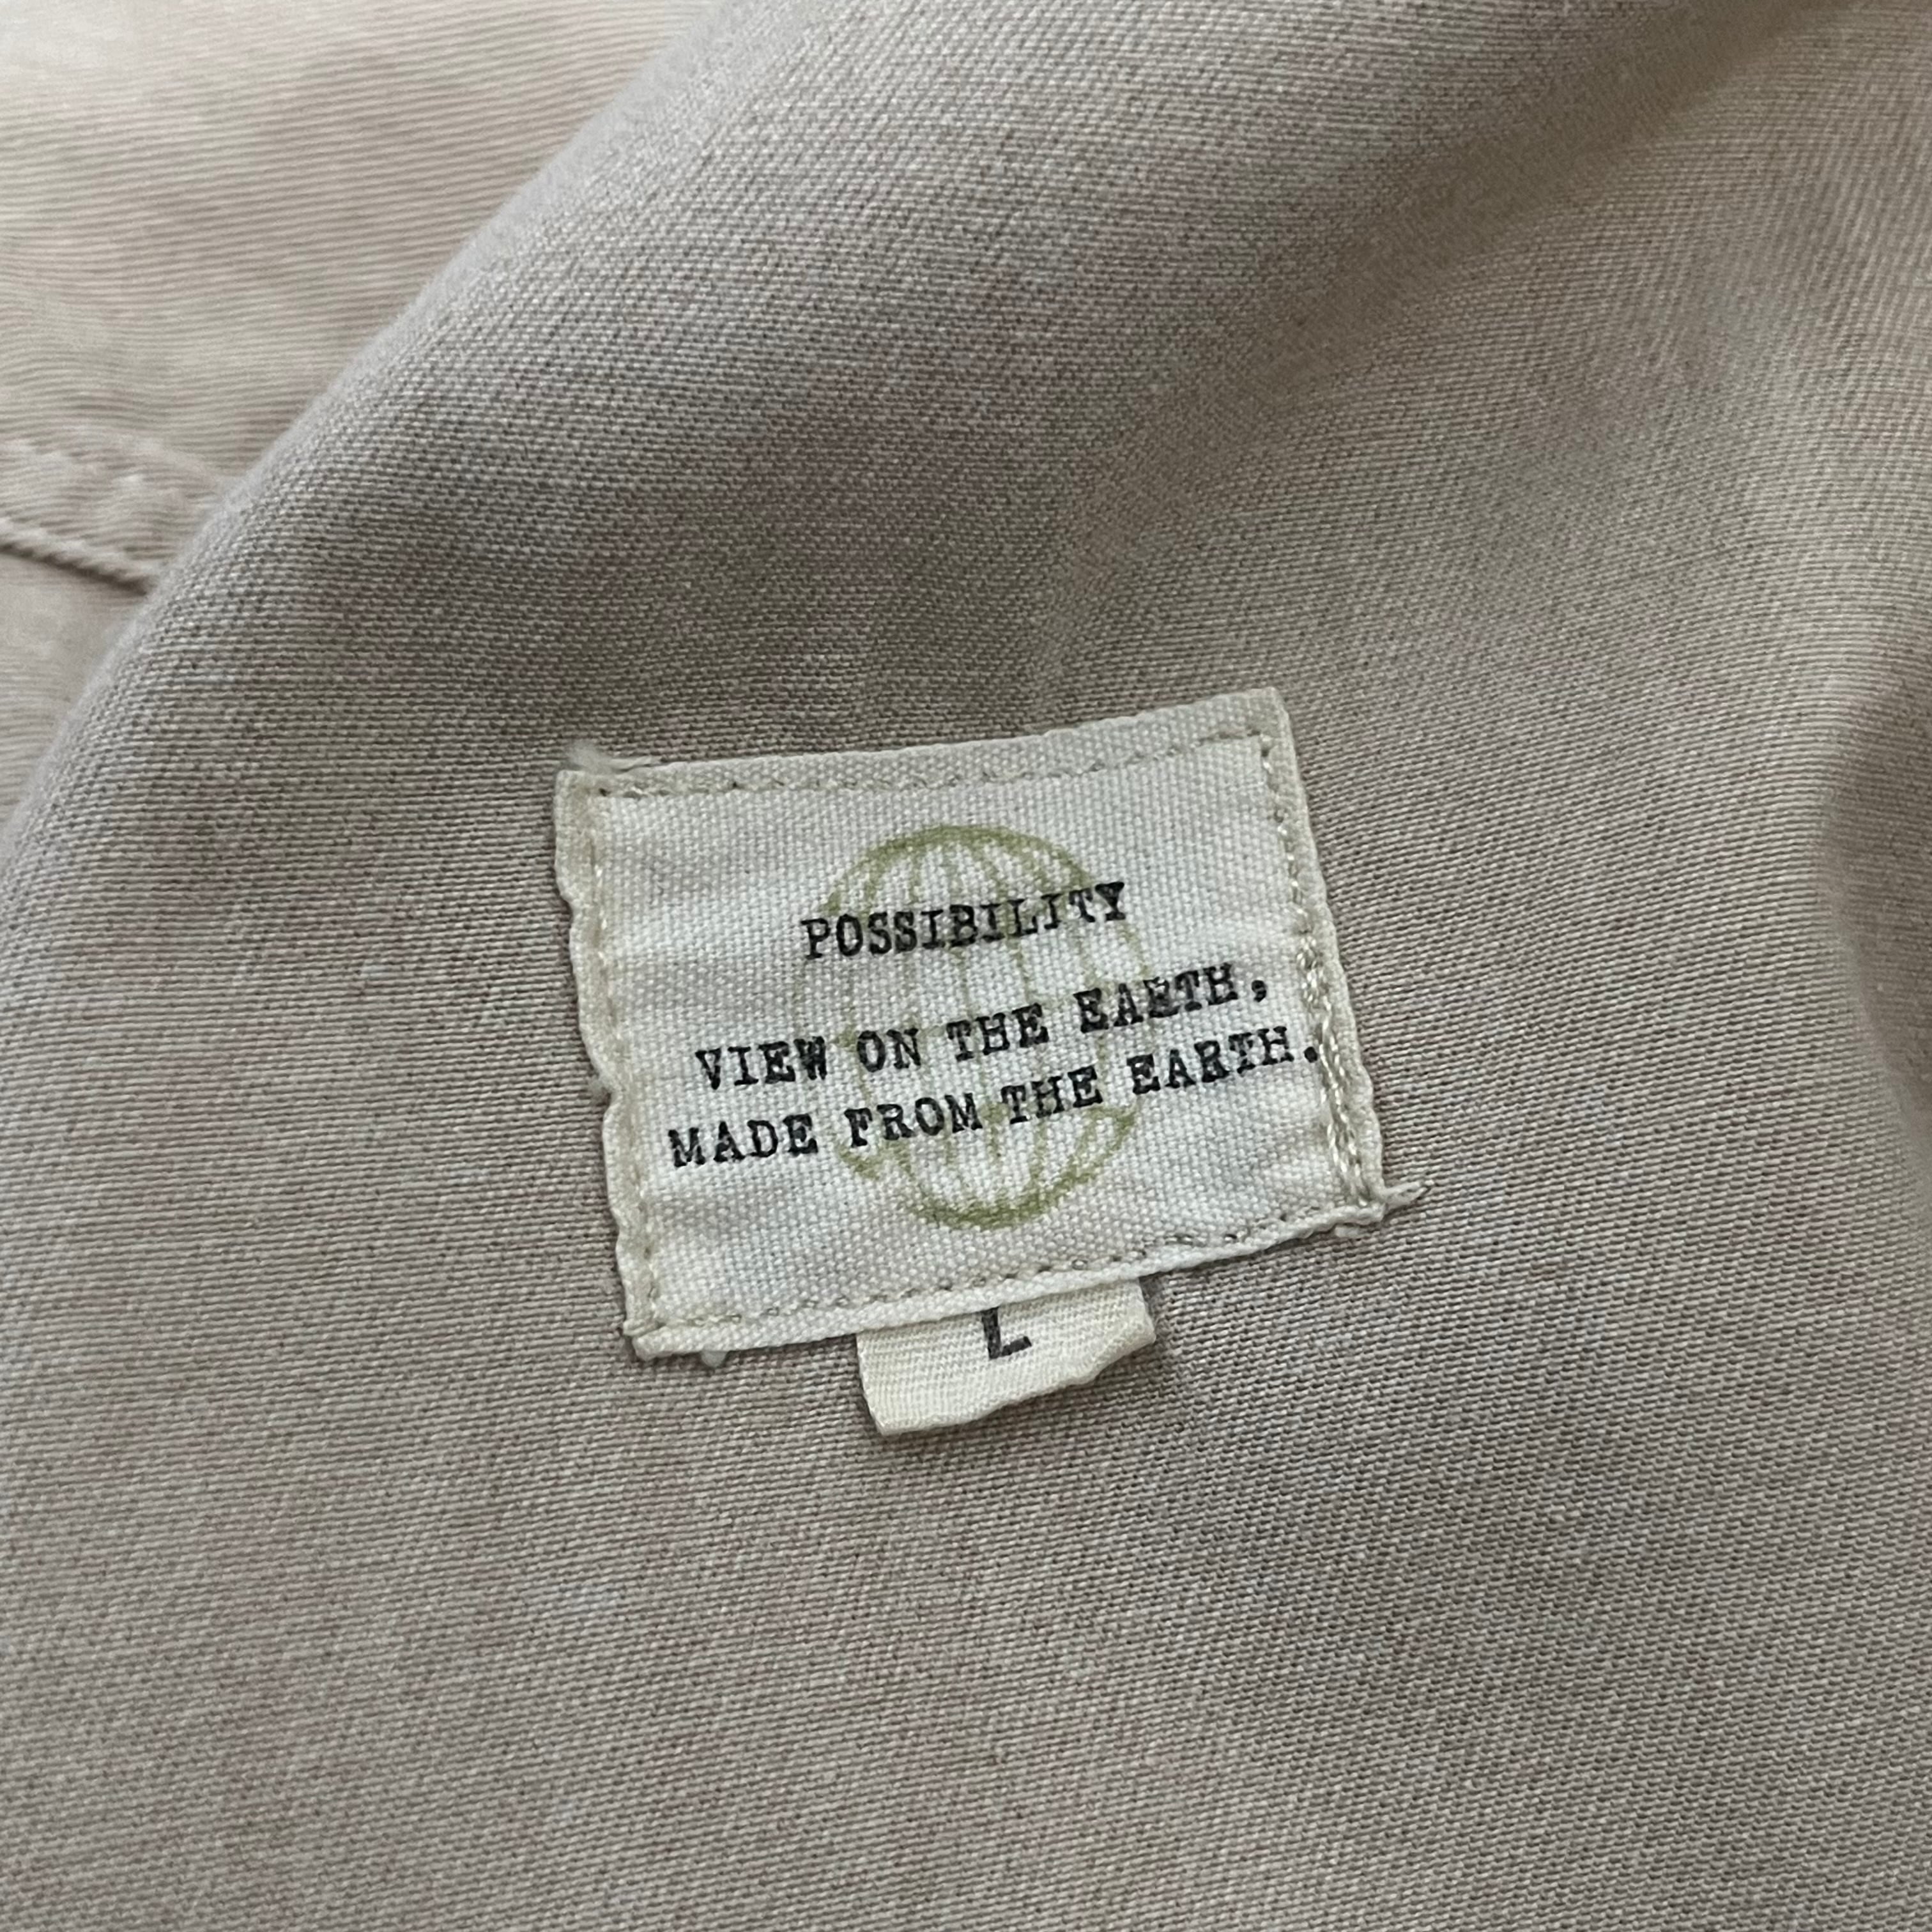 POSSIBILITY
VIEW ON THE EARTH,
MADE FROM THE EARTH.
L